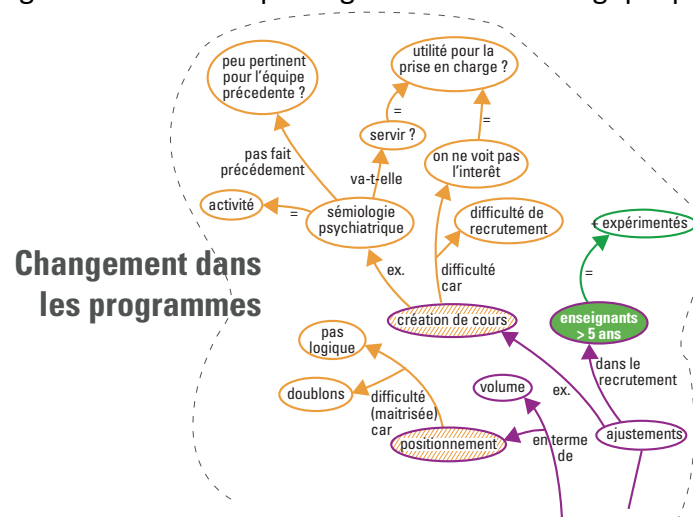 peu pertinent
pour l'équipe
précedente ?
utilité pour la
prise en charge ?
=
=
servir ?
on ne voit pas
l'intérêt
pas fait
précédement
va-t-elle
activité
=
sémiologie
psychiatrique
difficulté de
recrutement
+ expérimentés
Changement dans
les programmes
ex.
difficulté
car
=
création de cours
enseignants
> 5 ans
pas
logique
doublons
difficulté
(maitrisée)
car
volume
ex.
dans le
recrutement
positionnement
en terme
de
ajustements